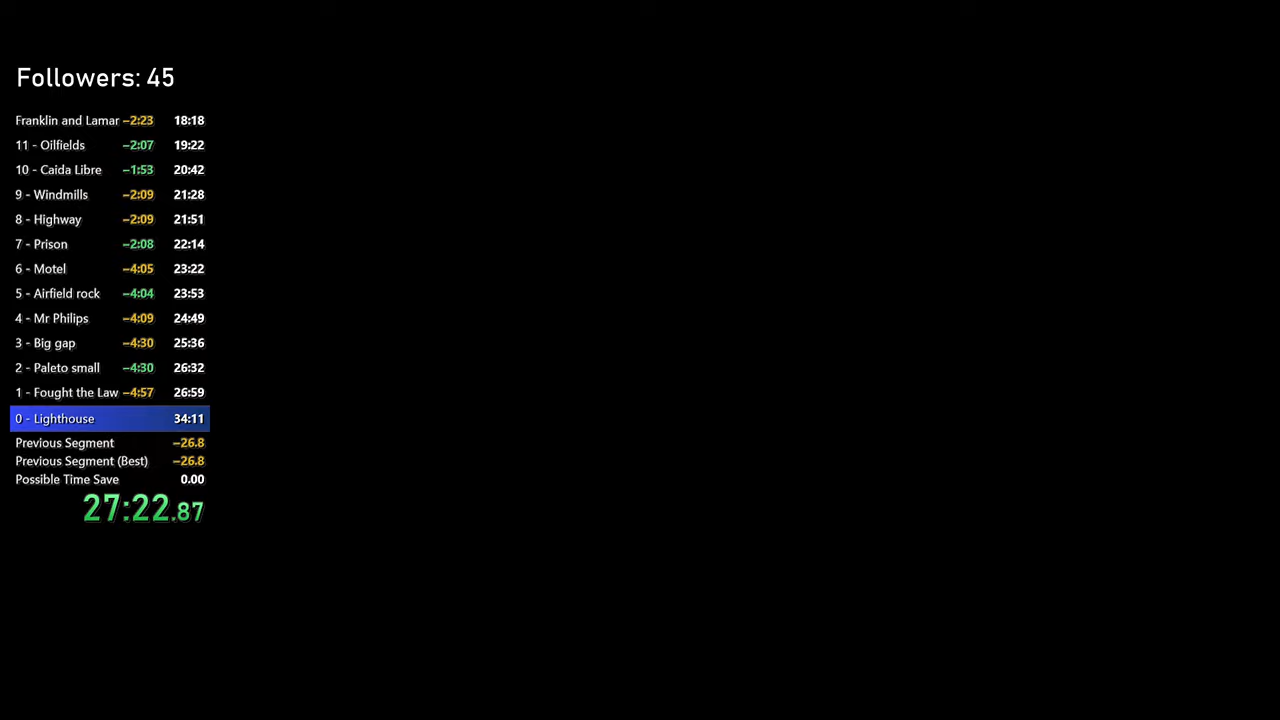 Followers: 45
Franklin and Lamar −2:23 18:18
11 - Oilfields −2:07 19:22
10 - Caida Libre −1:53 20:42
9 - Windmills −2:09 21:28
8 - Highway −2:09 21:51
7 - Prison −2:08 22:14
6 - Motel −4:05 23:22
5 - Airfield rock −4:04 23:53
4 - Mr Philips −4:09 24:49
3 - Big gap −4:30 25:36
2 - Paleto small −4:30 26:32
1 - Fought the Law −4:57 26:59
0 - Lighthouse 34:11
Previous Segment −26.8
Previous Segment (Best) −26.8
Possible Time Save 0.00
27:22.87